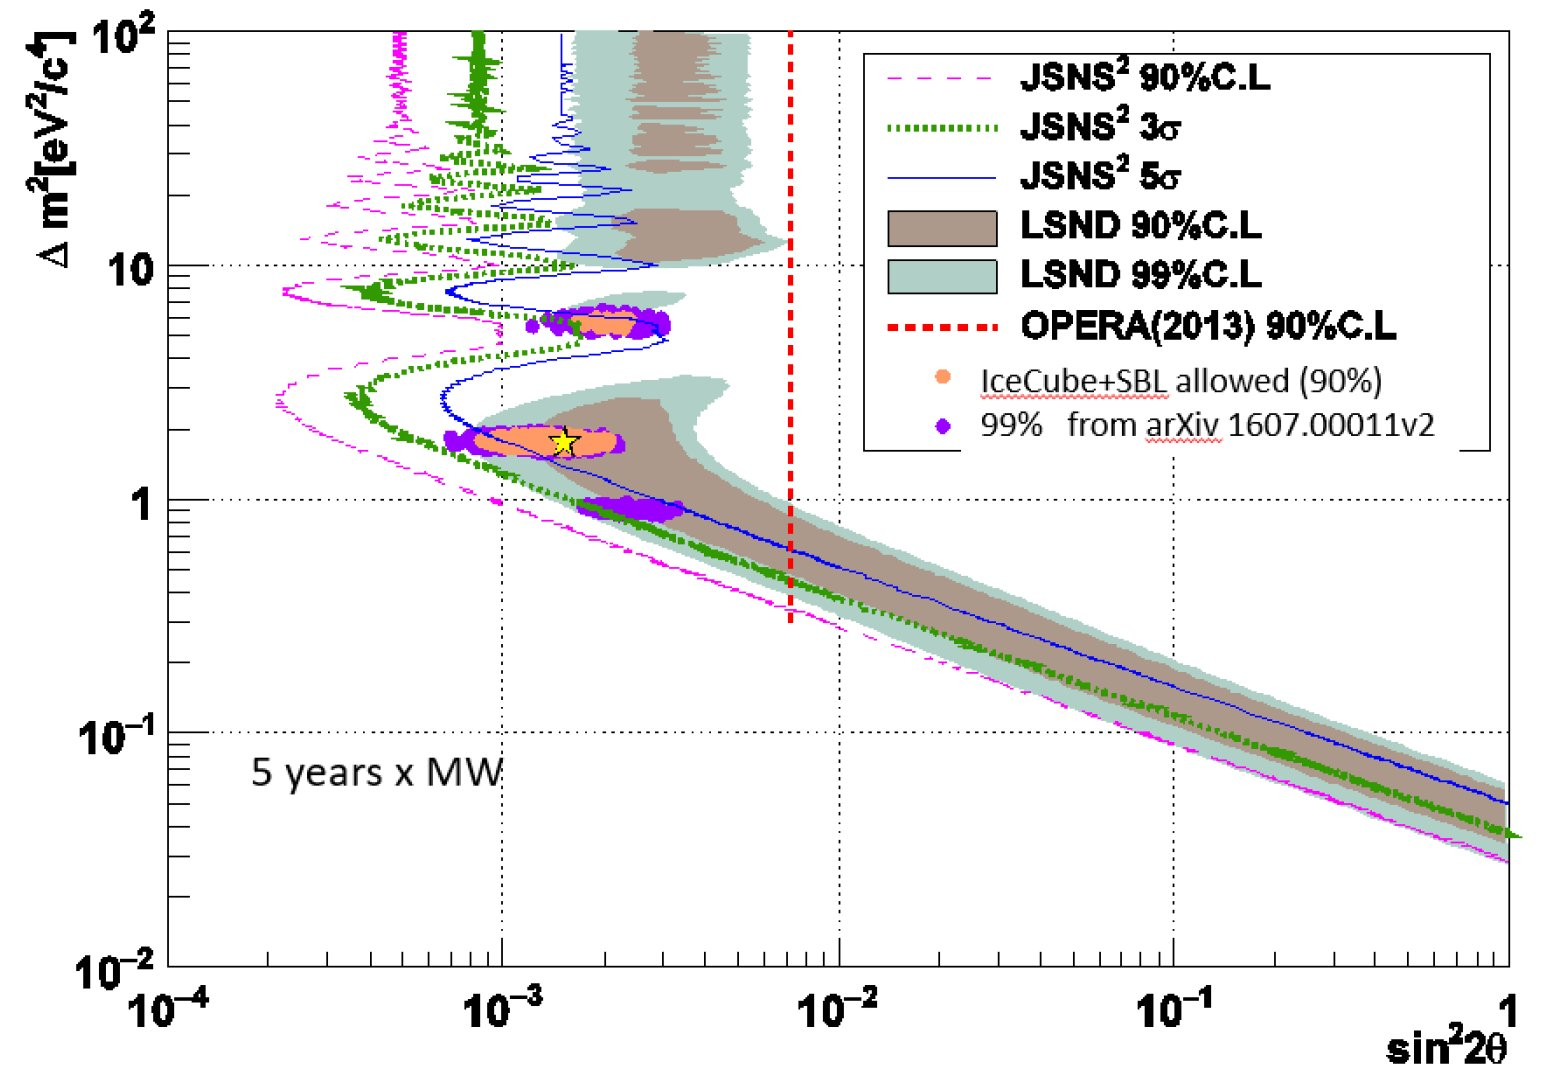 Δ m²[eV²/c⁴]
10²
10
1
10⁻¹
10⁻²
JSNS² 90%C.L
JSNS² 3σ
JSNS² 5σ
LSND 90%C.L
LSND 99%C.L
OPERA(2013) 90%C.L
IceCube+SBL allowed (90%)
99% from arXiv 1607.00011v2
5 years x MW
10⁻⁴ 10⁻³ 10⁻² 10⁻¹ 1
sin²2θ